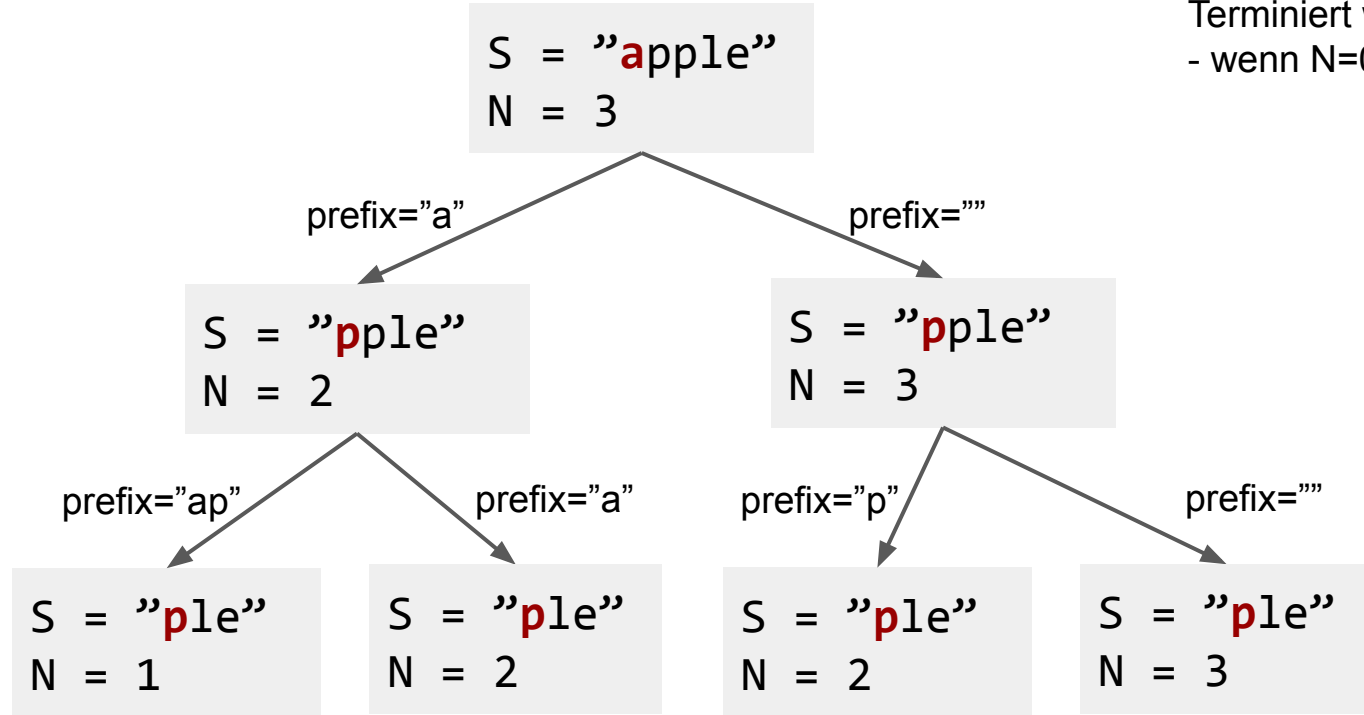 Terminiert
- wenn N=0
S = ”apple”
N = 3
prefix=”a”
prefix=””
S = ”pple”
N = 2
S = ”pple”
N = 3
prefix=”ap”
prefix=”a”
prefix=”p”
prefix=””
S = ”ple”
N = 1
S = ”ple”
N = 2
S = ”ple”
N = 2
S = ”ple”
N = 3